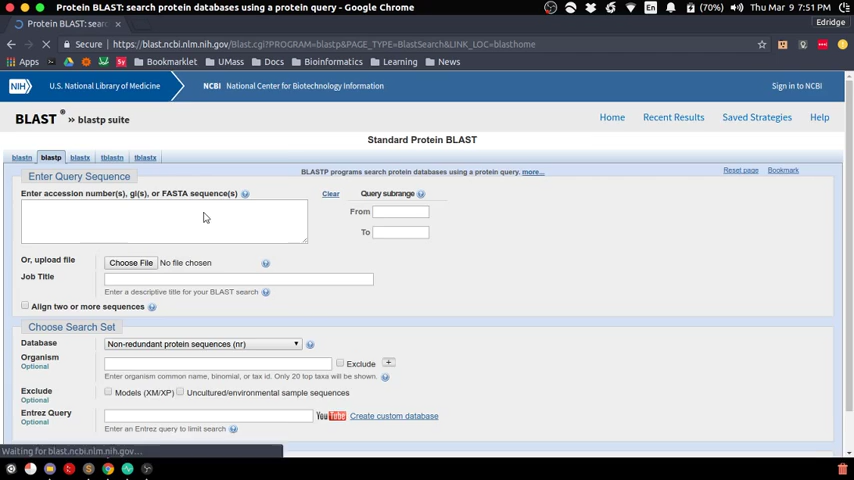 Protein BLAST: search protein databases using a protein query - Google Chrome
En (70%) Thu Mar 9 7:51 PM
Protein BLAST: sear × Edridge
Secure https://blast.ncbi.nlm.nih.gov/Blast.cgi?PROGRAM=blastp&PAGE_TYPE=BlastSearch&LINK_LOC=blasthome
Apps Sy Bookmarklet UMass Docs Bioinformatics Learning News
NIH U.S. National Library of Medicine NCBI National Center for Biotechnology Information Sign in to NCBI
BLAST ® » blastp suite Home Recent Results Saved Strategies Help
Standard Protein BLAST
blastn blastp blastx tblastn tblastx
Enter Query Sequence BLASTP programs search protein databases using a protein query. more... Reset page Bookmark
Enter accession number(s), gi(s), or FASTA sequence(s) Clear Query subrange
From
To
Or, upload file Choose File No file chosen
Job Title
Enter a descriptive title for your BLAST search
Align two or more sequences
Choose Search Set
Database Non-redundant protein sequences (nr)
Organism Exclude +
Optional
Enter organism common name, binomial, or tax id. Only 20 top taxa will be shown.
Exclude Models (XM/XP) Uncultured/environmental sample sequences
Optional
Entrez Query YouTube Create custom database
Optional
Enter an Entrez query to limit search
Waiting for blast.ncbi.nlm.nih.gov...